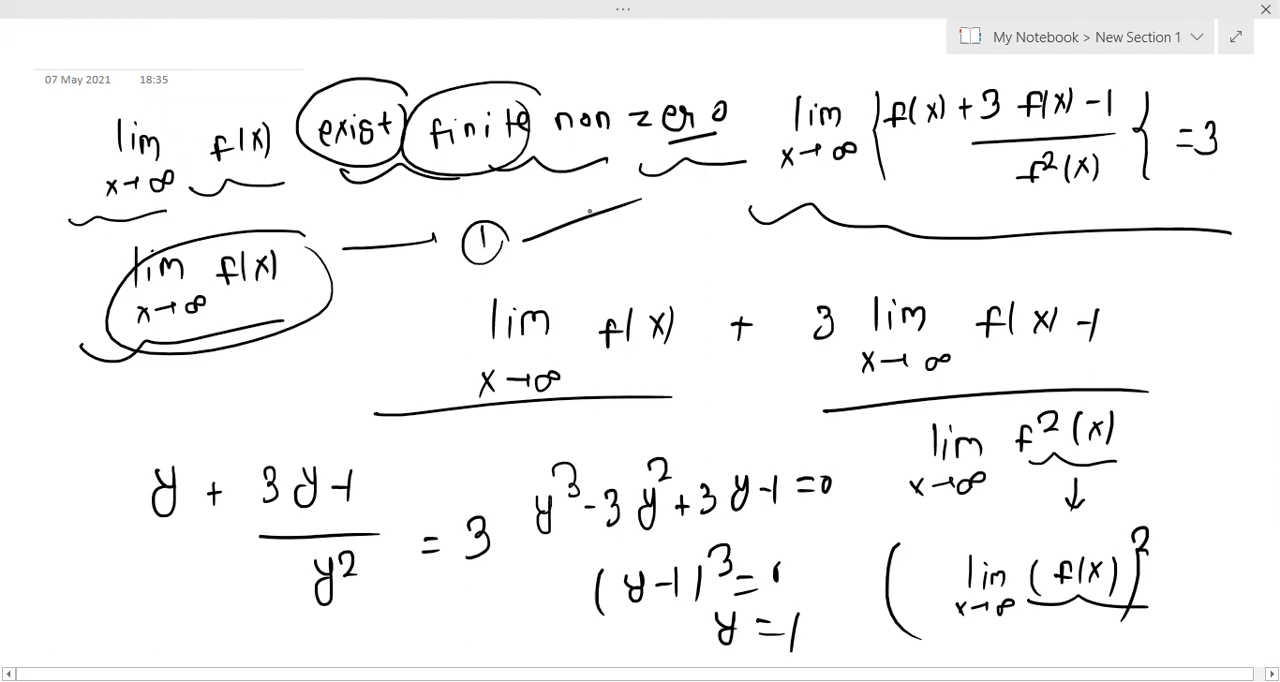 ...
My Notebook > New Section 1
07 May 2021 18:35
lim x→∞ f(x) exist finite non zero lim x→∞ { f(x) + 3 f(x) -1 / f²(x) } = 3
lim x→∞ f(x) → ①
lim x→∞ f(x) + 3 lim x→∞ f(x) -1
lim x→∞ f²(x)
y + 3y-1 / y² = 3 y³ - 3y² + 3y - 1 = 0
(y-1)³ = 0 ( lim x→∞ (f(x) )²
y = 1